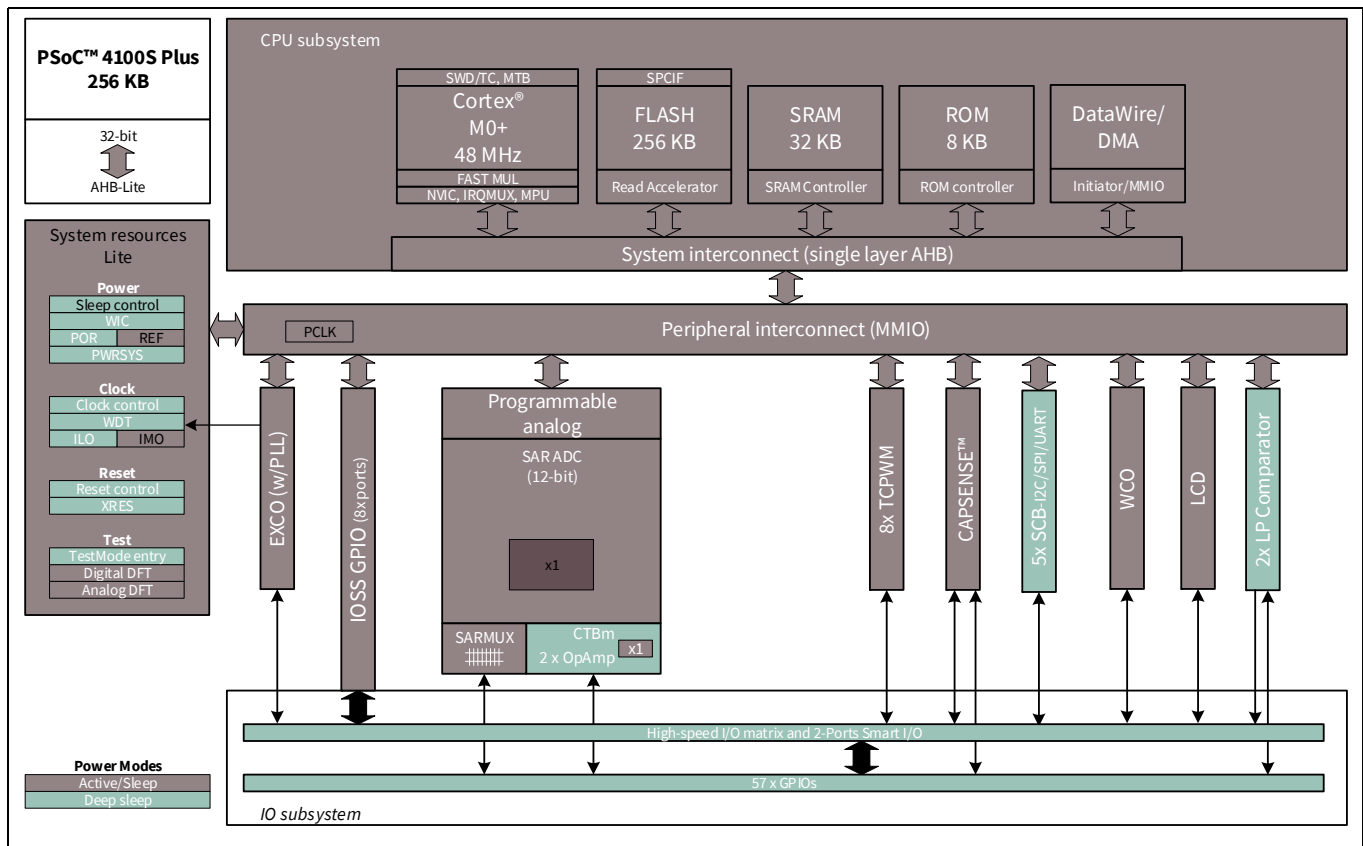 PSoC™ 4100S Plus
256 KB
32-bit
AHB-Lite
CPU subsystem
SWD/TC, MTB
Cortex®
M0+
48 MHz
FAST MUL
NVIC, IRQMUX, MPU
SPCIF
FLASH
256 KB
Read Accelerator
SRAM
32 KB
SRAM Controller
ROM
8 KB
ROM controller
DataWire/
DMA
Initiator/MMIO
System interconnect (single layer AHB)
System resources
Lite
Power
Sleep control
WIC
POR
REF
PWRSYS
Clock
Clock control
WDT
ILO
IMO
Reset
Reset control
XRES
Test
TestMode entry
Digital DFT
Analog DFT
PCLK
Peripheral interconnect (MMIO)
EXCO (w/PLL)
IOSS GPIO (8xports)
Programmable
analog
SAR ADC
(12-bit)
x1
SARMUX
CTBm
2 x OpAmp
x1
8x TCPWM
CAPSENSE™
5x SCB-I2C/SPI/UART
WCO
LCD
2x LP Comparator
High-speed I/O matrix and 2-Ports Smart I/O
57 x GPIOs
IO subsystem
Power Modes
Active/Sleep
Deep sleep